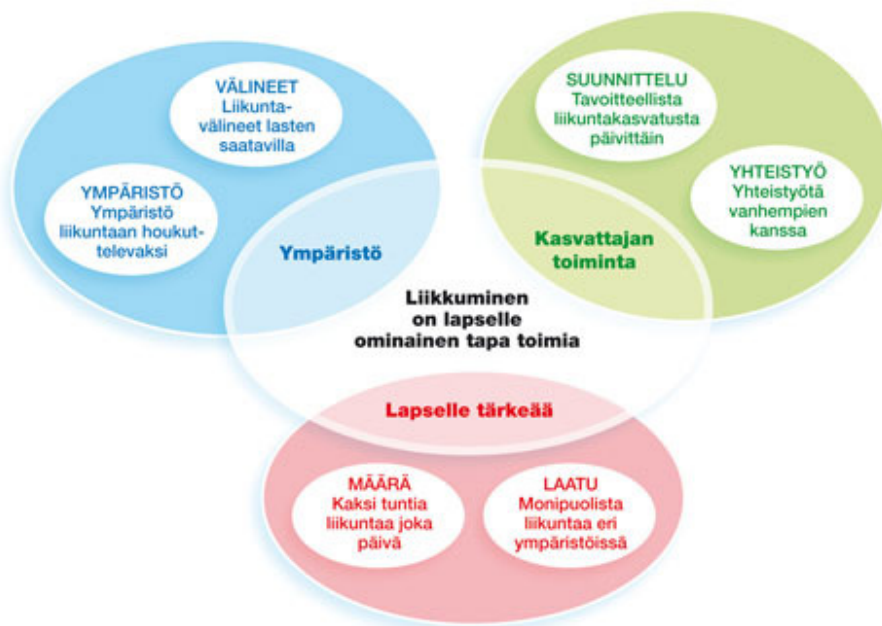 VÄLINEET
Liikunta-
välineet lasten
saatavilla
YMPÄRISTÖ
Ympäristö
liikuntaan houkut-
televaksi
Ympäristö
SUUNNITTELU
Tavoitteellista
liikuntakasvatusta
päivittäin
YHTEISTYÖ
Yhteistyötä
vanhempien
kanssa
Kasvattajan
toiminta
Liikkuminen
on lapselle
ominainen tapa toimia
Lapselle tärkeää
MÄÄRÄ
Kaksi tuntia
liikuntaa joka
päivä
LAATU
Monipuolista
liikuntaa eri
ympäristöissä